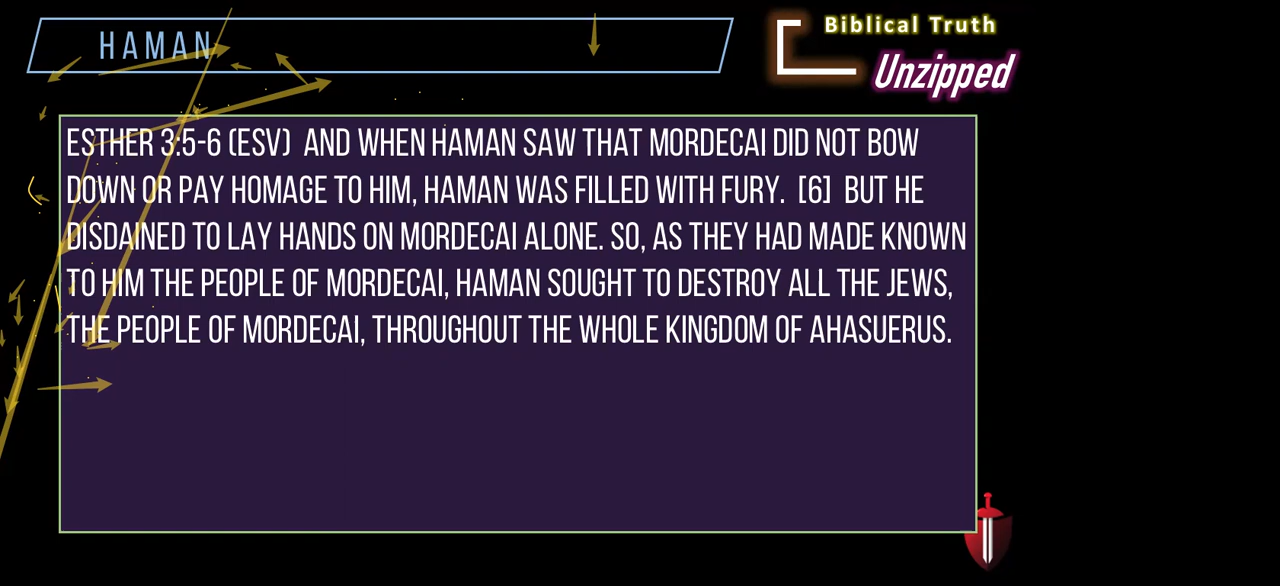 HAMAN
Biblical Truth
Unzipped
ESTHER 3:5-6 (ESV)  AND WHEN HAMAN SAW THAT MORDECAI DID NOT BOW
DOWN OR PAY HOMAGE TO HIM, HAMAN WAS FILLED WITH FURY.  [6]  BUT HE
DISDAINED TO LAY HANDS ON MORDECAI ALONE. SO, AS THEY HAD MADE KNOWN
TO HIM THE PEOPLE OF MORDECAI, HAMAN SOUGHT TO DESTROY ALL THE JEWS,
THE PEOPLE OF MORDECAI, THROUGHOUT THE WHOLE KINGDOM OF AHASUERUS.